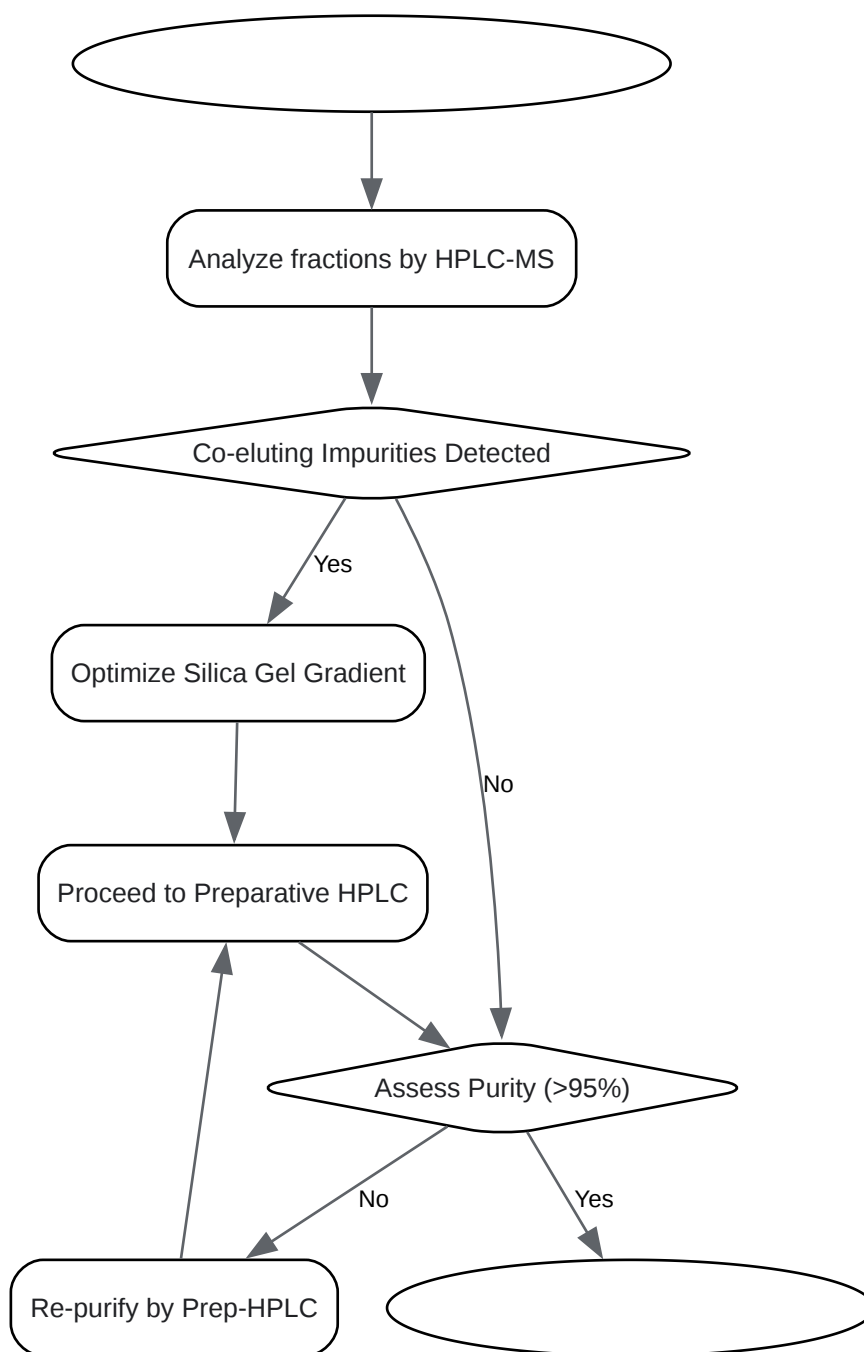 Analyze fractions by HPLC-MS
Co-eluting Impurities Detected
Yes
Optimize Silica Gel Gradient
No
Proceed to Preparative HPLC
Assess Purity (>95%)
No
Yes
Re-purify by Prep-HPLC